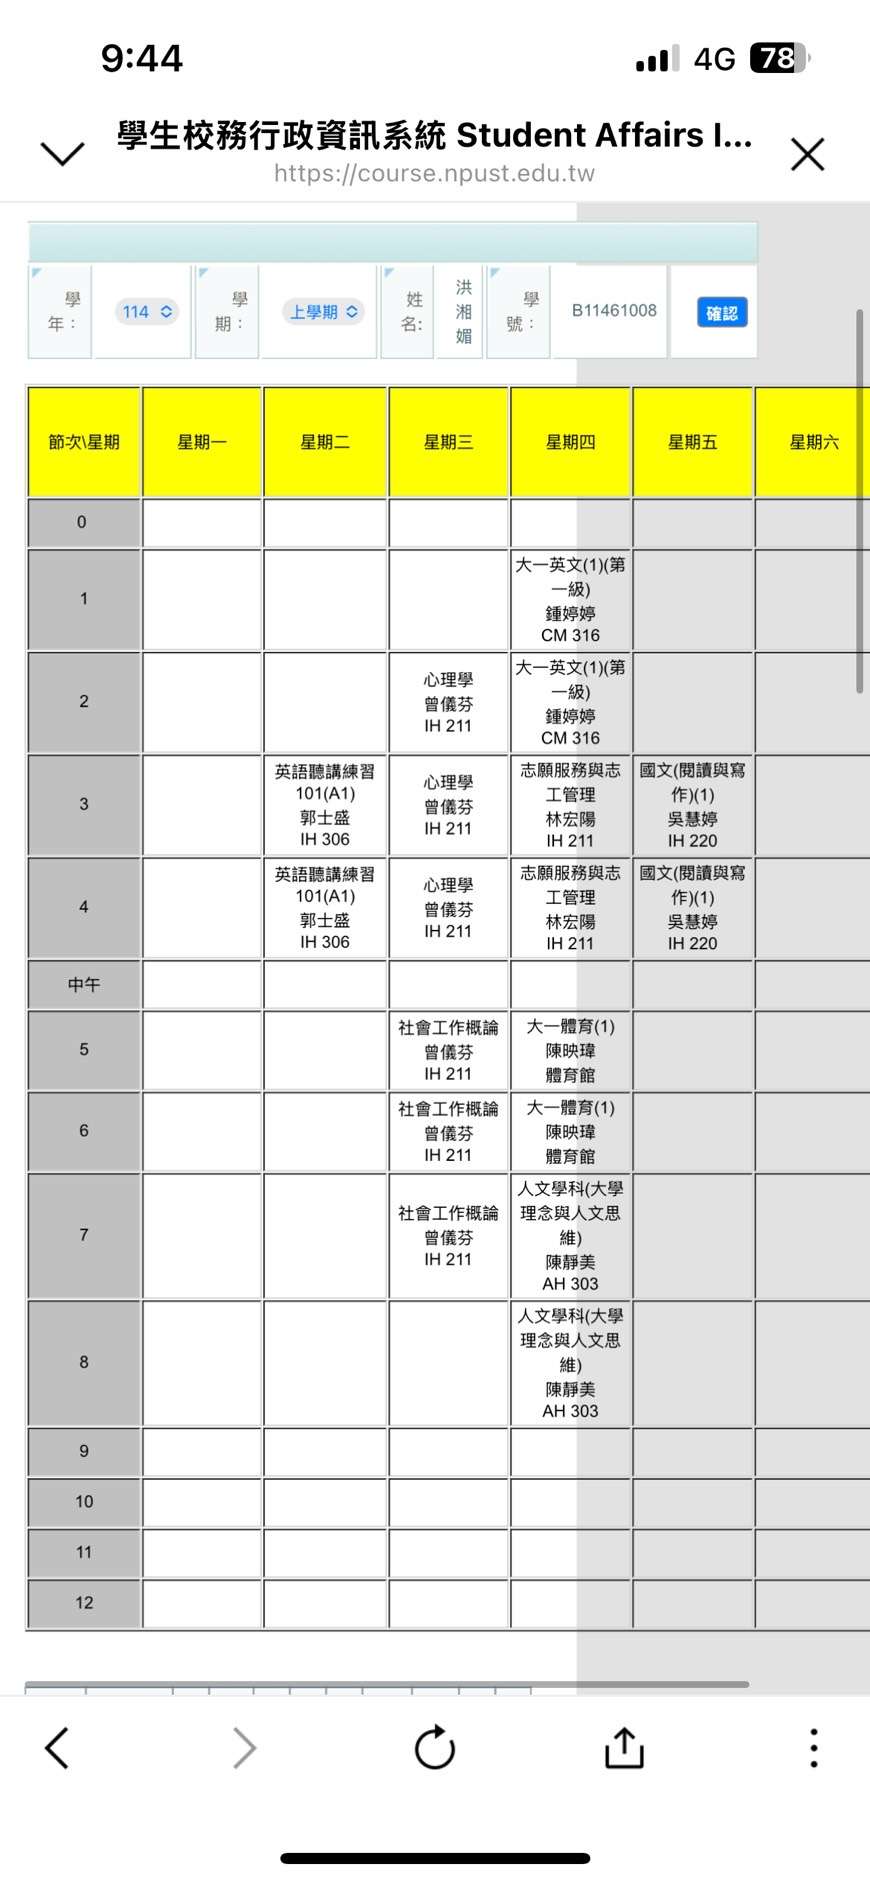 9:44
4G 78
學生校務行政資訊系統 Student Affairs I...
https://course.npust.edu.tw
學年：
114
學期：
上學期
姓名:
洪湘媚
學號：
B11461008
確認
節次\星期 星期一 星期二 星期三 星期四 星期五 星期六
0
1
大一英文(1)(第
一級)
鍾婷婷
CM 316
2
心理學
曾儀芬
IH 211
大一英文(1)(第
一級)
鍾婷婷
CM 316
3
英語聽講練習
101(A1)
郭士盛
IH 306
心理學
曾儀芬
IH 211
志願服務與志
工管理
林宏陽
IH 211
國文(閱讀與寫
作)(1)
吳慧婷
IH 220
4
英語聽講練習
101(A1)
郭士盛
IH 306
心理學
曾儀芬
IH 211
志願服務與志
工管理
林宏陽
IH 211
國文(閱讀與寫
作)(1)
吳慧婷
IH 220
中午
5
社會工作概論
曾儀芬
IH 211
大一體育(1)
陳映瑋
體育館
6
社會工作概論
曾儀芬
IH 211
大一體育(1)
陳映瑋
體育館
7
社會工作概論
曾儀芬
IH 211
人文學科(大學
理念與人文思
維)
陳靜美
AH 303
8
人文學科(大學
理念與人文思
維)
陳靜美
AH 303
9
10
11
12